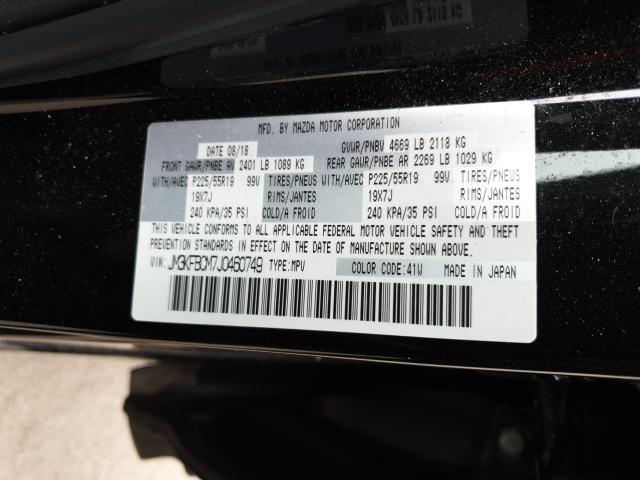 MFD. BY MAZDA MOTOR CORPORATION
DATE 08/18 GVWR/PNBV 4669 LB 2118 KG
FRONT GAWR/PNBE AV 2401 LB 1089 KG REAR GAWR/PNBE AR 2269 LB 1029 KG
WITH/AVEC P225/55R19 99V TIRES/PNEUS WITH/AVEC P225/55R19 99V TIRES/PNEUS
19X7J RIMS/JANTES 19X7J RIMS/JANTES
240 KPA/35 PSI COLD/A FROID 240 KPA/35 PSI COLD/A FROID
THIS VEHICLE CONFORMS TO ALL APPLICABLE FEDERAL MOTOR VEHICLE SAFETY AND THEFT
PREVENTION STANDARDS IN EFFECT ON THE DATE OF MANUFACTURE SHOWN ABOVE.
VIN: JM3KFBCM7J0460749 TYPE:MPV COLOR CODE:41W MADE IN JAPAN